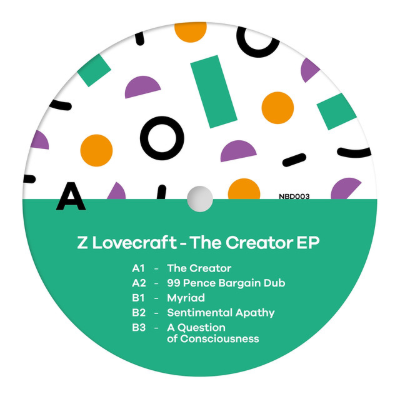 A
NBD003
Z Lovecraft - The Creator EP
A1 - The Creator
A2 - 99 Pence Bargain Dub
B1 - Myriad
B2 - Sentimental Apathy
B3 - A Question
of Consciousness